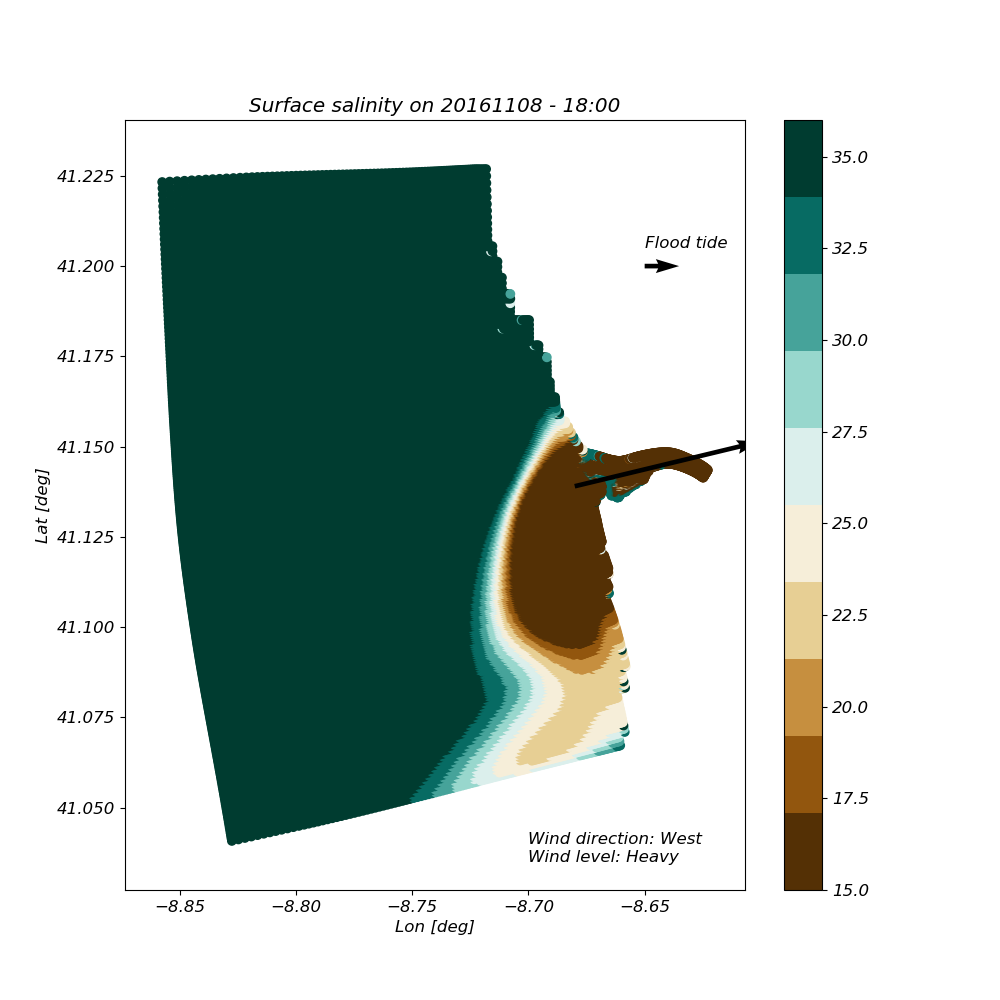 Surface salinity on 20161108 - 18:00
41.225
41.200
41.175
41.150
41.125
41.100
41.075
41.050
Lat [deg]
Flood tide
Wind direction: West
Wind level: Heavy
−8.85 −8.80 −8.75 −8.70 −8.65
Lon [deg]
35.0
32.5
30.0
27.5
25.0
22.5
20.0
17.5
15.0